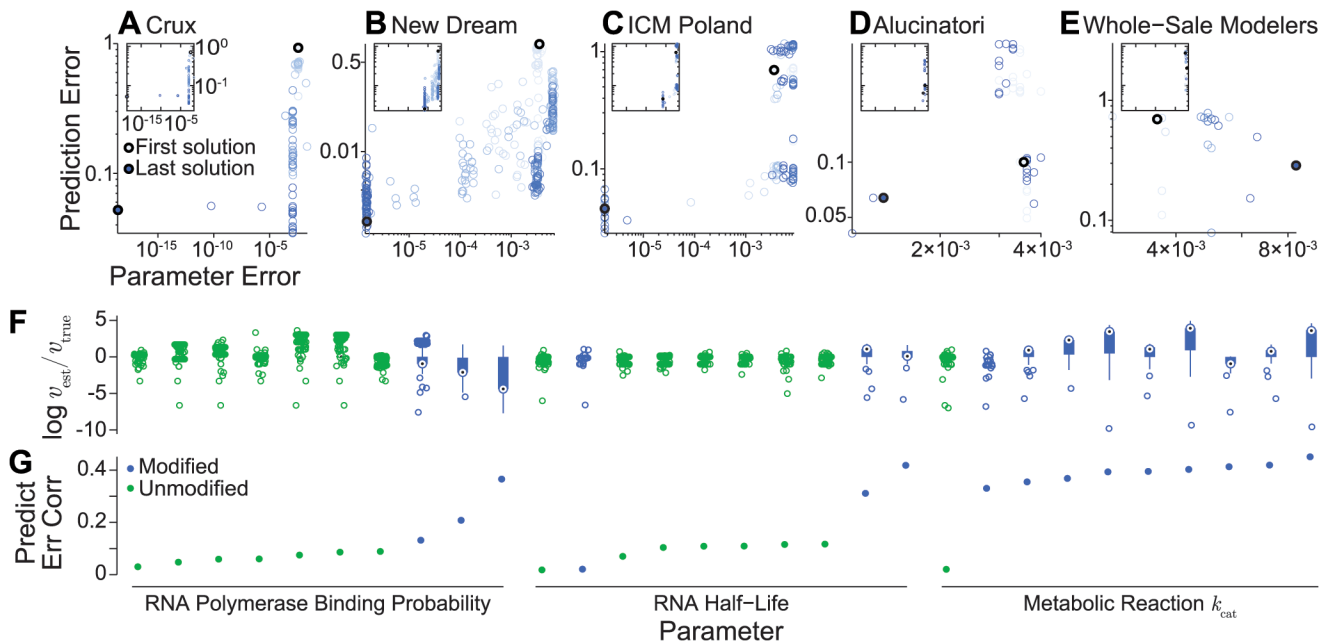 A Crux
B New Dream
C ICM Poland
D Alucinatori
E Whole−Sale Modelers
Prediction Error
1
0.1
10⁰
10⁻¹
10⁻¹⁵ 10⁻⁵
First solution
Last solution
10⁻¹⁵ 10⁻¹⁰ 10⁻⁵
Parameter Error
0.5
0.01
10⁻⁵ 10⁻⁴ 10⁻³
1
0.1
10⁻⁵ 10⁻⁴ 10⁻³
0.1
0.05
2×10⁻³ 4×10⁻³
1
0.1
4×10⁻³ 8×10⁻³
F
log v_est / v_true
5
0
-5
-10
G
Modified
Unmodified
Predict
Err Corr
0.4
0.2
0
RNA Polymerase Binding Probability
RNA Half−Life
Metabolic Reaction k_cat
Parameter